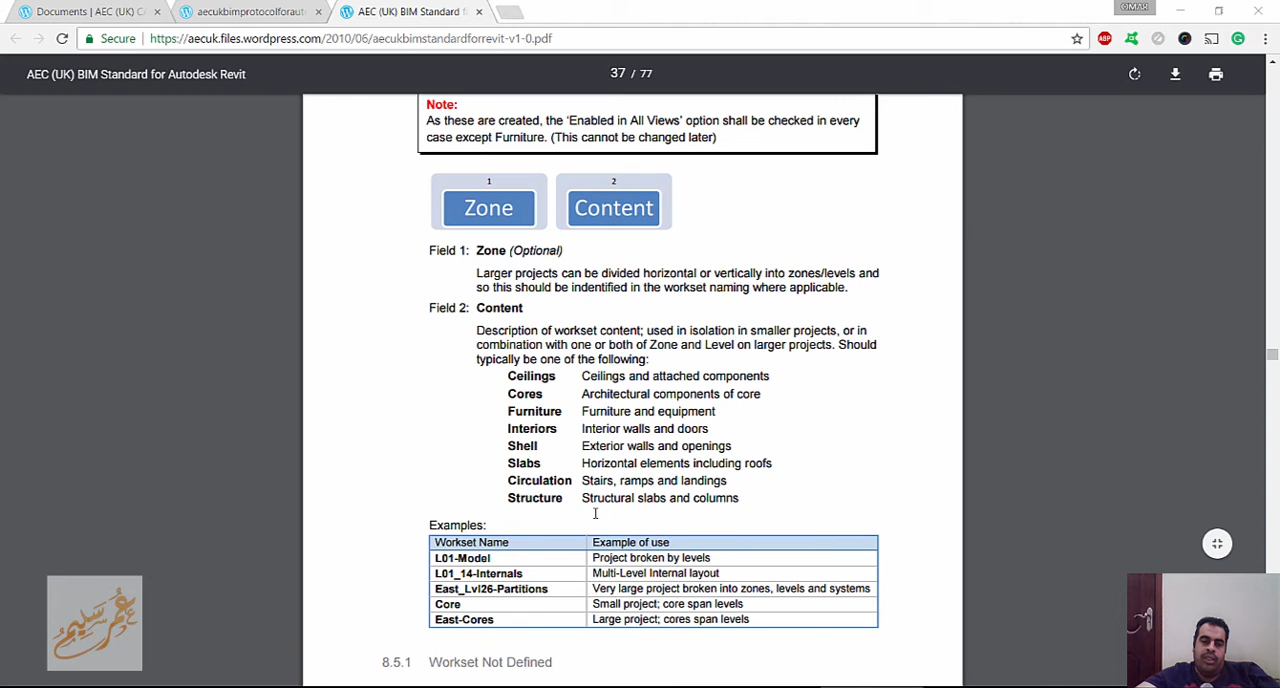 Documents | AEC (UK) C
aecukbimprotocolforaut
AEC (UK) BIM Standard f
OMAR
Secure
https://aecuk.files.wordpress.com/2010/06/aecukbimstandardforrevit-v1-0.pdf
ABP
AEC (UK) BIM Standard for Autodesk Revit
37 / 77
Note:
As these are created, the 'Enabled in All Views' option shall be checked in every
case except Furniture. (This cannot be changed later)
1
Zone
2
Content
Field 1: Zone (Optional)
Larger projects can be divided horizontal or vertically into zones/levels and
so this should be indentified in the workset naming where applicable.
Field 2: Content
Description of workset content; used in isolation in smaller projects, or in
combination with one or both of Zone and Level on larger projects. Should
typically be one of the following:
Ceilings Ceilings and attached components
Cores Architectural components of core
Furniture Furniture and equipment
Interiors Interior walls and doors
Shell Exterior walls and openings
Slabs Horizontal elements including roofs
Circulation Stairs, ramps and landings
Structure Structural slabs and columns
Examples:
Workset Name Example of use
L01-Model Project broken by levels
L01_14-Internals Multi-Level Internal layout
East_Lvl26-Partitions Very large project broken into zones, levels and systems
Core Small project; core span levels
East-Cores Large project; cores span levels
8.5.1 Workset Not Defined
عمر سليم